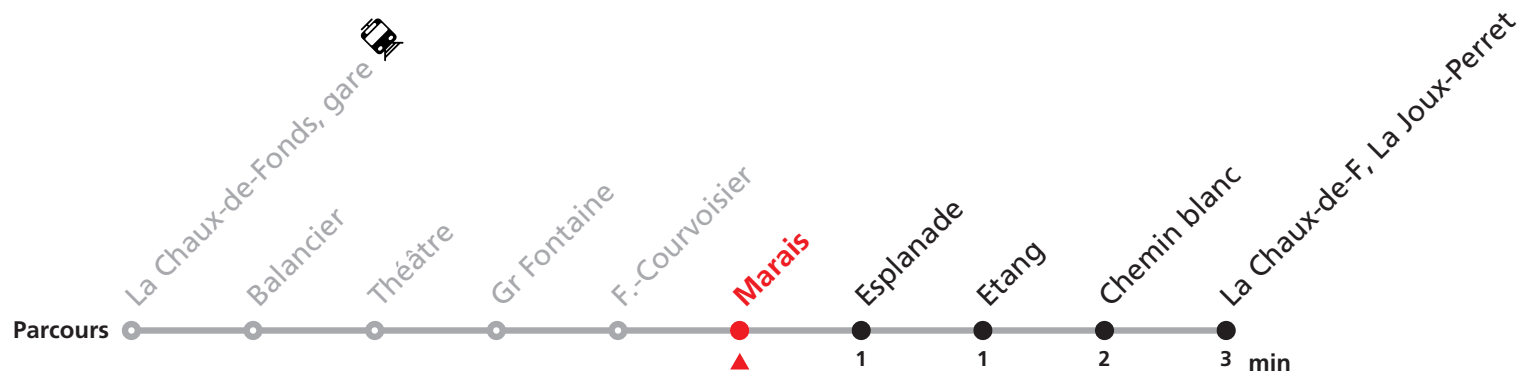 La Chaux-de-Fonds, gare
Balancier
Théâtre
Gr Fontaine
F.-Courvoisier
Marais
Esplanade
Etang
Chemin blanc
La Chaux-de-F, La Joux-Perret
Parcours
1 1 2 3 min